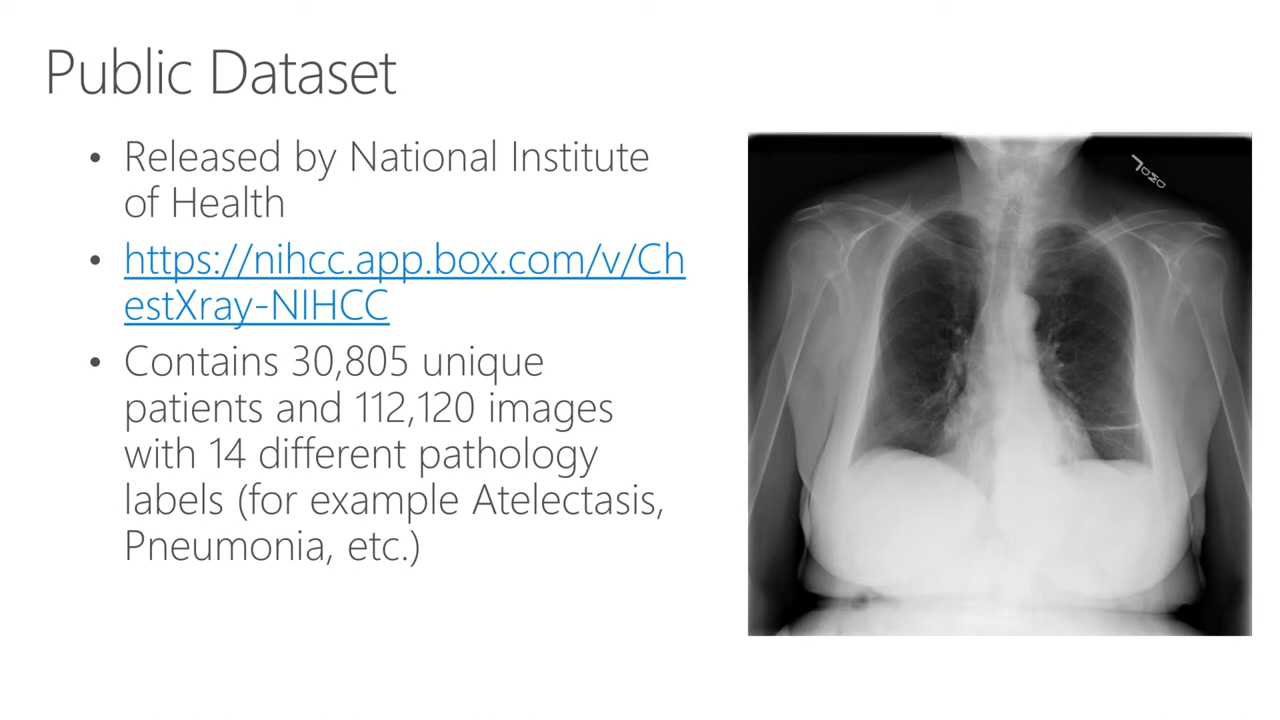 Public Dataset
• Released by National Institute
of Health
• https://nihcc.app.box.com/v/Ch
estXray-NIHCC
• Contains 30,805 unique
patients and 112,120 images
with 14 different pathology
labels (for example Atelectasis,
Pneumonia, etc.)